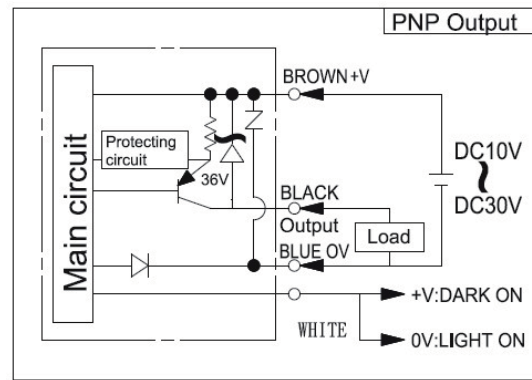 PNP Output
BROWN+V
Protecting
circuit
36V
Main circuit
BLACK
Output
BLUE OV
Load
DC10V
DC30V
WHITE
+V:DARK ON
0V:LIGHT ON